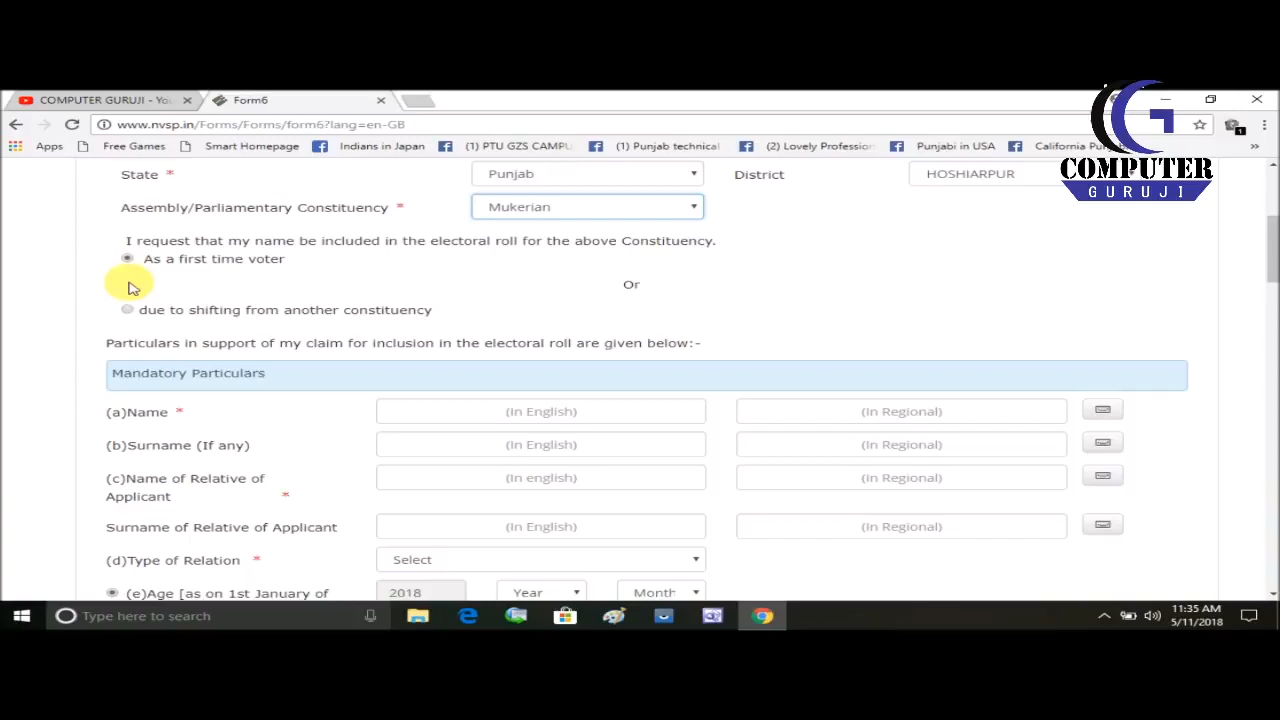 COMPUTER GURUJI - Yo
Form6
www.nvsp.in/Forms/Forms/form6?lang=en-GB
Apps Free Games Smart Homepage Indians in Japan (1) PTU GZS CAMPU (1) Punjab technical (2) Lovely Profession Punjabi in USA California
COMPUTER
GURUJI
State * Punjab District HOSHIARPUR
Assembly/Parliamentary Constituency * Mukerian
I request that my name be included in the electoral roll for the above Constituency.
As a first time voter
Or
due to shifting from another constituency
Particulars in support of my claim for inclusion in the electoral roll are given below:-
Mandatory Particulars
(a)Name * (In English) (In Regional)
(b)Surname (If any) (In English) (In Regional)
(c)Name of Relative of (In english) (In Regional)
Applicant *
Surname of Relative of Applicant (In English) (In Regional)
(d)Type of Relation * Select
(e)Age [as on 1st January of 2018 Year Month
Type here to search
11:35 AM
5/11/2018